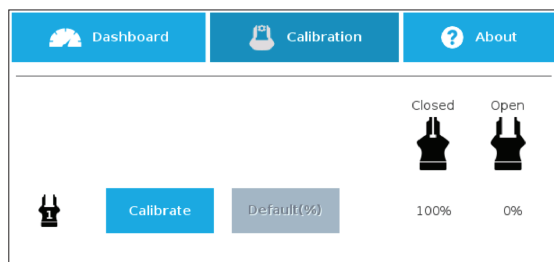 Dashboard Calibration ? About
Closed Open
1 Calibrate Default(%) 100% 0%